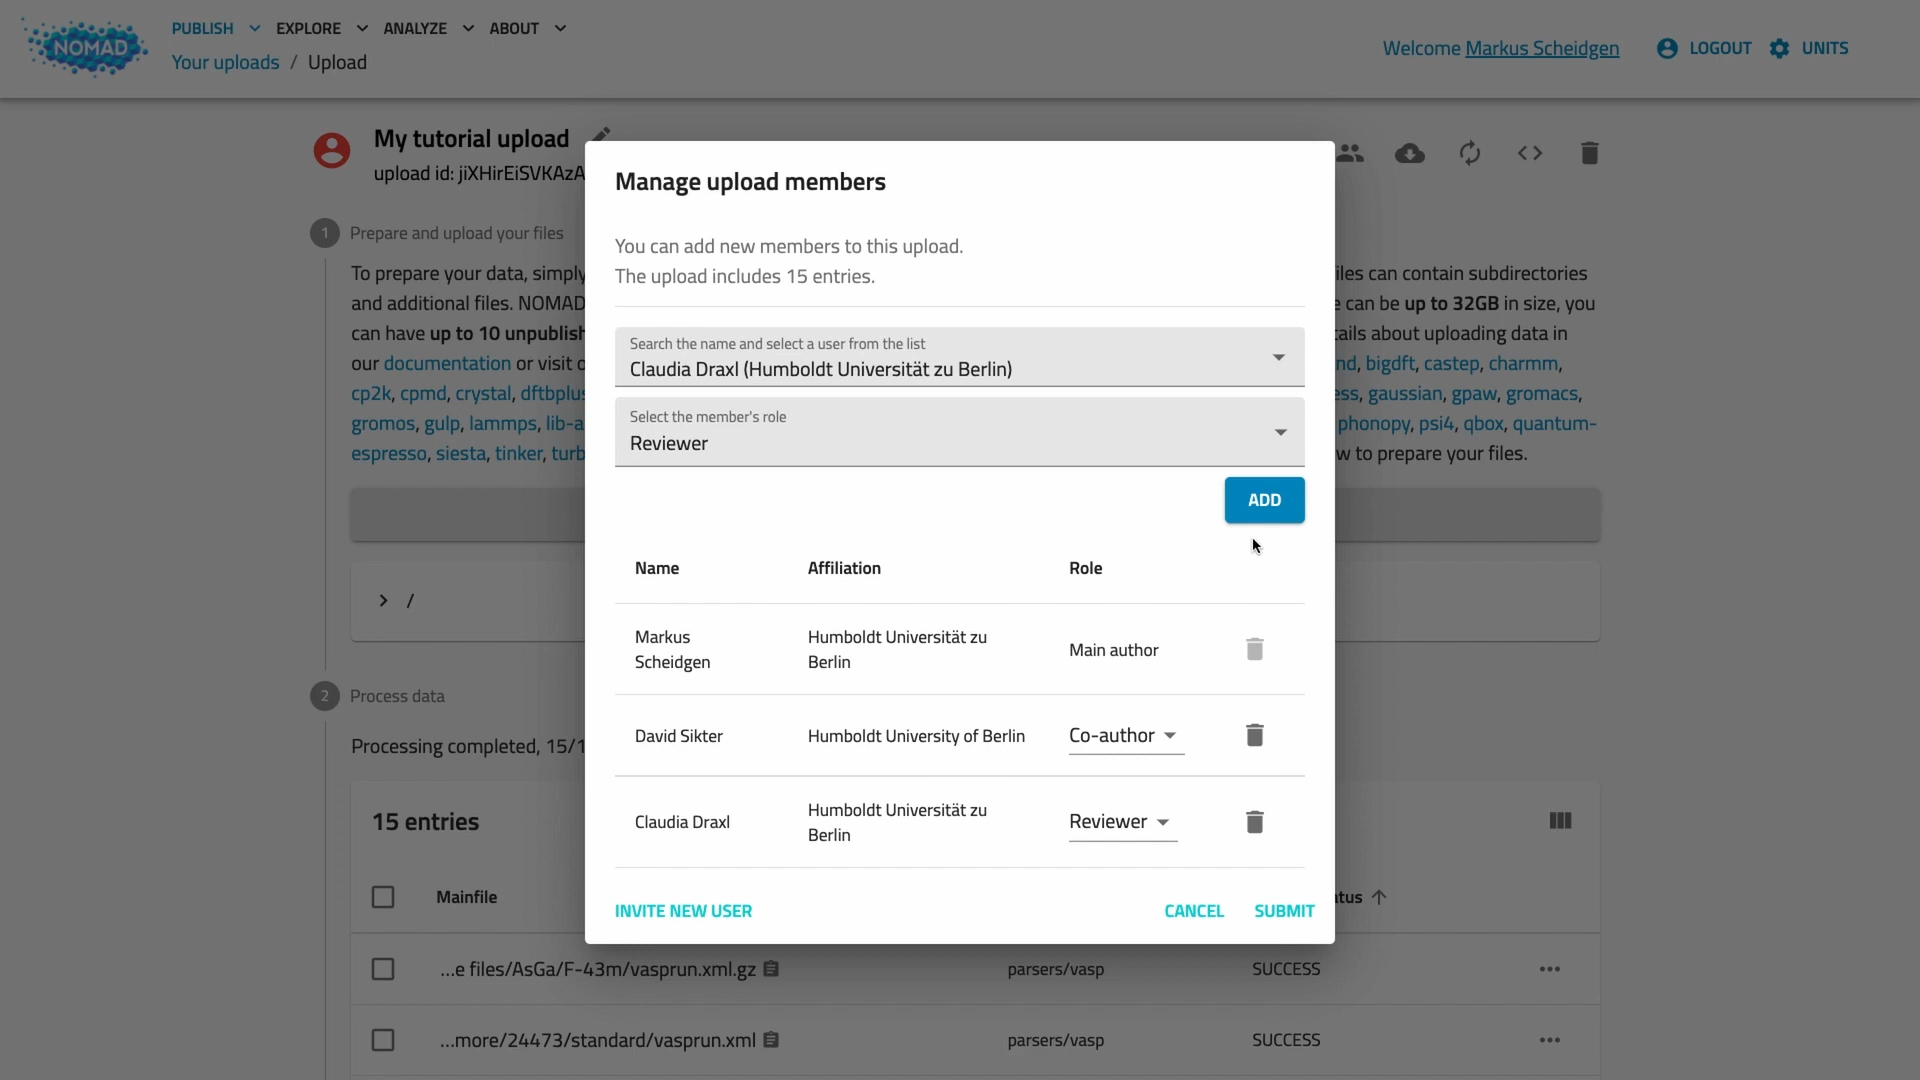 NOMAD
PUBLISH EXPLORE ANALYZE ABOUT
Your uploads / Upload
Welcome Markus Scheidgen LOGOUT UNITS
My tutorial upload
upload id: jiXHirEiSVKAzA
1 Prepare and upload your files
To prepare your data, simply
iles can contain subdirectories
and additional files. NOMAD
e can be up to 32GB in size, you
can have up to 10 unpublish
tails about uploading data in
our documentation or visit o
nd, bigdft, castep, charmm,
cp2k, cpmd, crystal, dftbplus
ess, gaussian, gpaw, gromacs,
gromos, gulp, lammps, lib-a
phonopy, psi4, qbox, quantum-
espresso, siesta, tinker, turb
w to prepare your files.
/
2 Process data
Processing completed, 15/1
15 entries
Manage upload members
You can add new members to this upload.
The upload includes 15 entries.
Search the name and select a user from the list
Claudia Draxl (Humboldt Universität zu Berlin)
Select the member's role
Reviewer
ADD
Name Affiliation Role
Markus Scheidgen
Humboldt Universität zu
Berlin
Main author
David Sikter Humboldt University of Berlin Co-author
Claudia Draxl
Humboldt Universität zu
Berlin
Reviewer
INVITE NEW USER CANCEL SUBMIT
Mainfile
atus
...e files/AsGa/F-43m/vasprun.xml.gz parsers/vasp SUCCESS
...more/24473/standard/vasprun.xml parsers/vasp SUCCESS